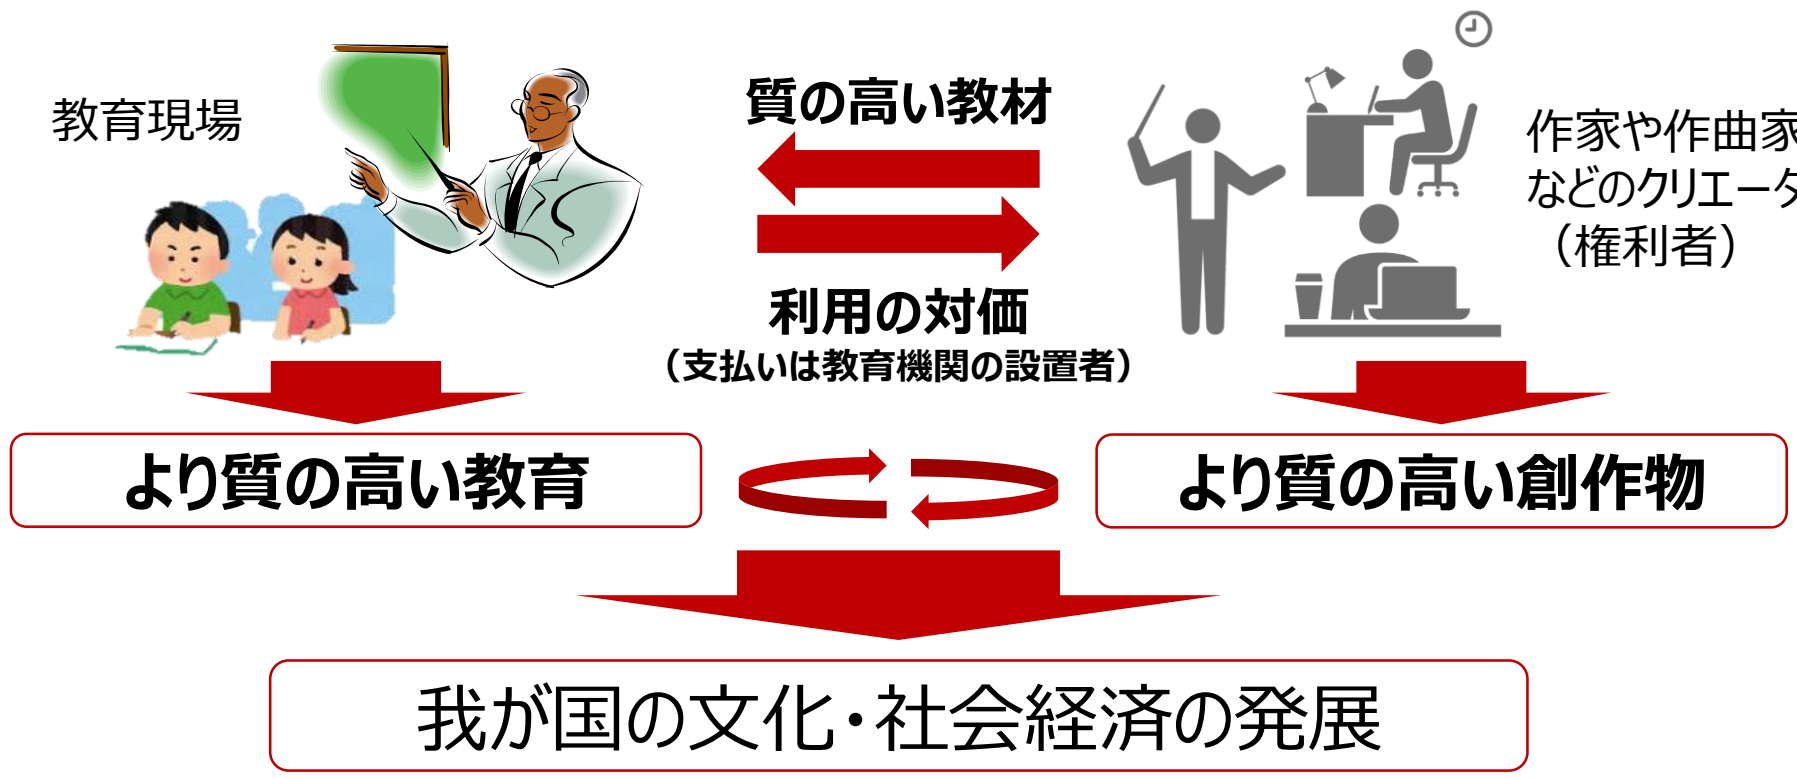 教育現場
質の高い教材
作家や作曲家
などのクリエータ
（権利者）
利用の対価
（支払いは教育機関の設置者）
より質の高い教育
より質の高い創作物
我が国の文化・社会経済の発展